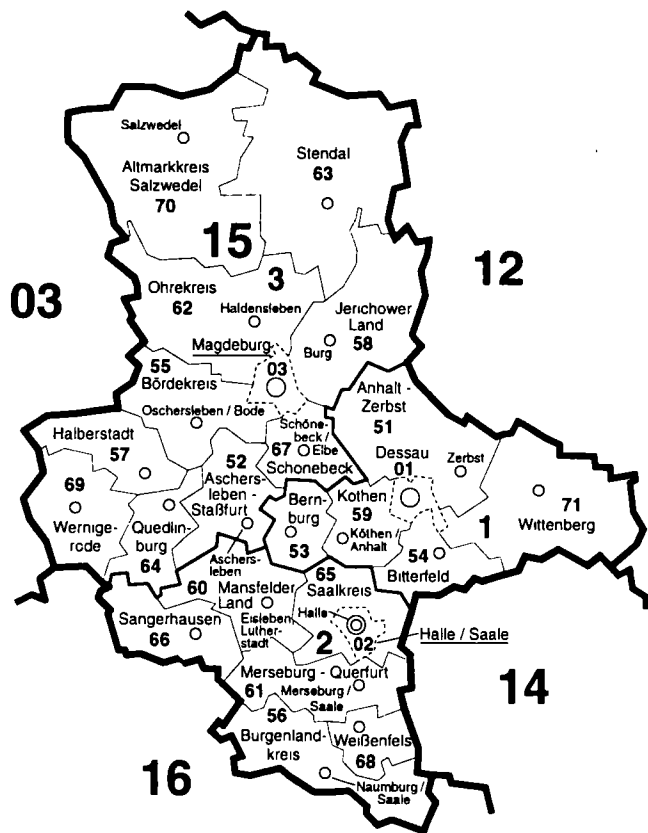 Salzwedel
Altmarkkreis
Salzwedel
70
Stendal
63
15
12
03
3
Ohrekreis
62
Haldensleben
Jerichower
Land
58
Burg
Magdeburg
03
55
Bördekreis
Oschersleben / Bode
Anhalt -
Zerbst
51
Schöne-
beck /
Elbe
67
Schonebeck
Halberstadt
57
52
Aschers-
leben -
Staßfurt
Dessau
01
Zerbst
69
Wernige-
rode
Quedlin-
burg
64
Bern-
burg
53
Kothen
59
Köthen /
Anhalt
1
71
Wittenberg
54
Bitterfeld
Aschers-
leben
60
Mansfelder
Land
65
Saalkreis
Halle
Sangerhausen
66
Eisleben
Luther-
stadt
2
02
Halle / Saale
Merseburg - Querfurt
61
Merseburg /
Saale
14
56
Burgenland-
kreis
Weißenfels
68
16
Naumburg /
Saale